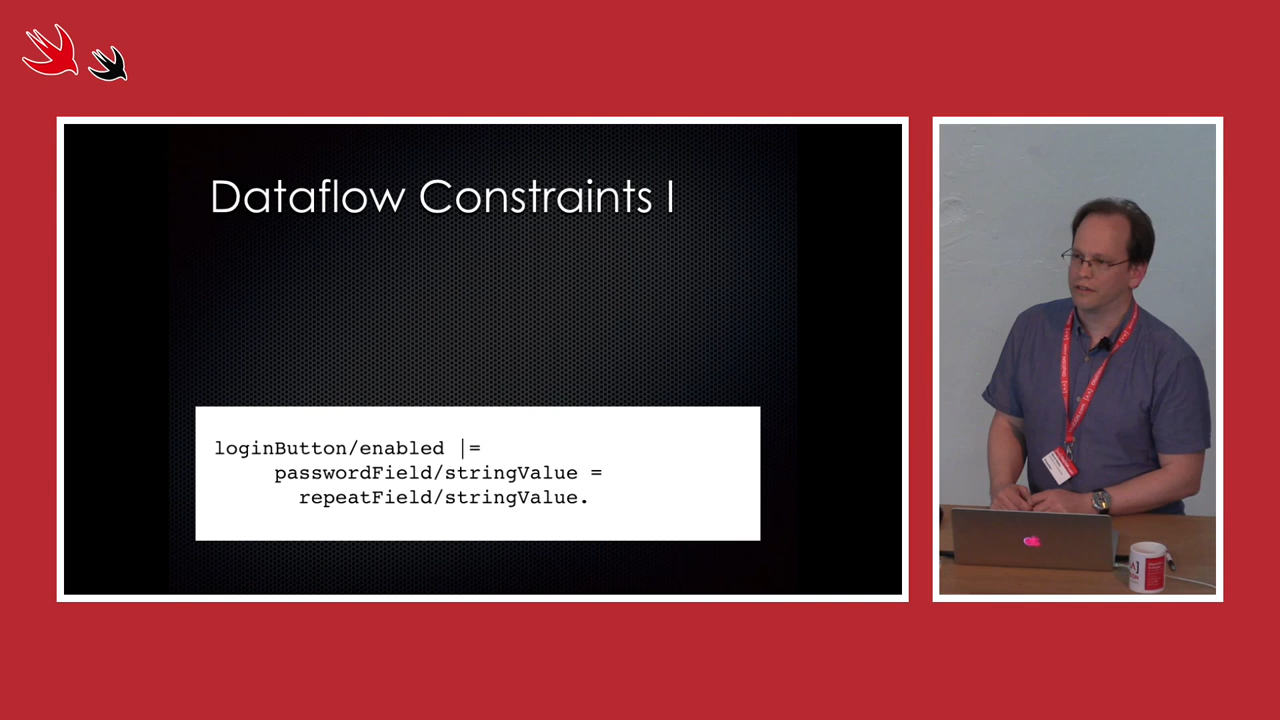 Dataflow Constraints I
loginButton/enabled |=
passwordField/stringValue =
repeatField/stringValue.